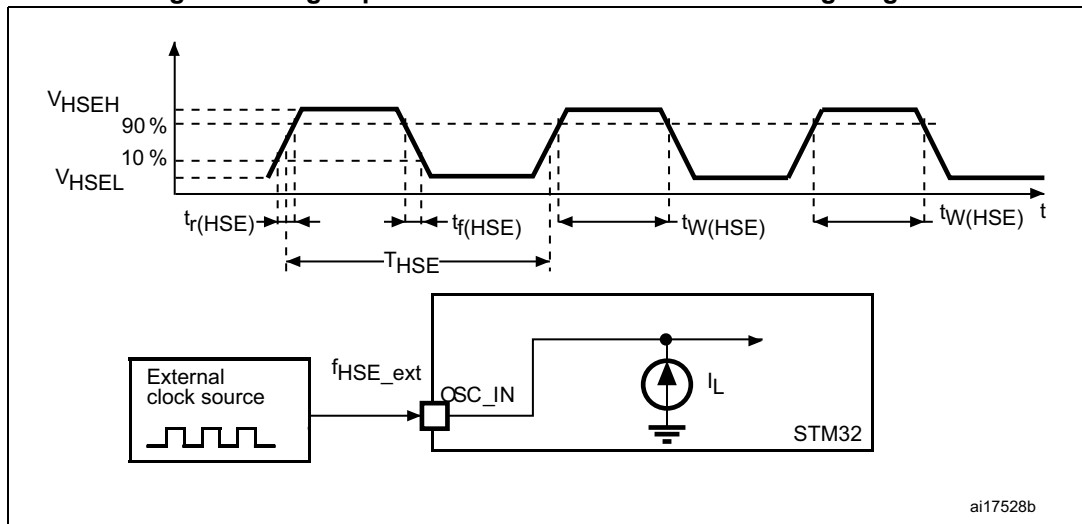 VHSEH
90 %
10 %
VHSEL
tr(HSE)
tf(HSE)
tW(HSE)
tW(HSE)
t
THSE
External
clock source
fHSE_ext
OSC_IN
IL
STM32
ai17528b